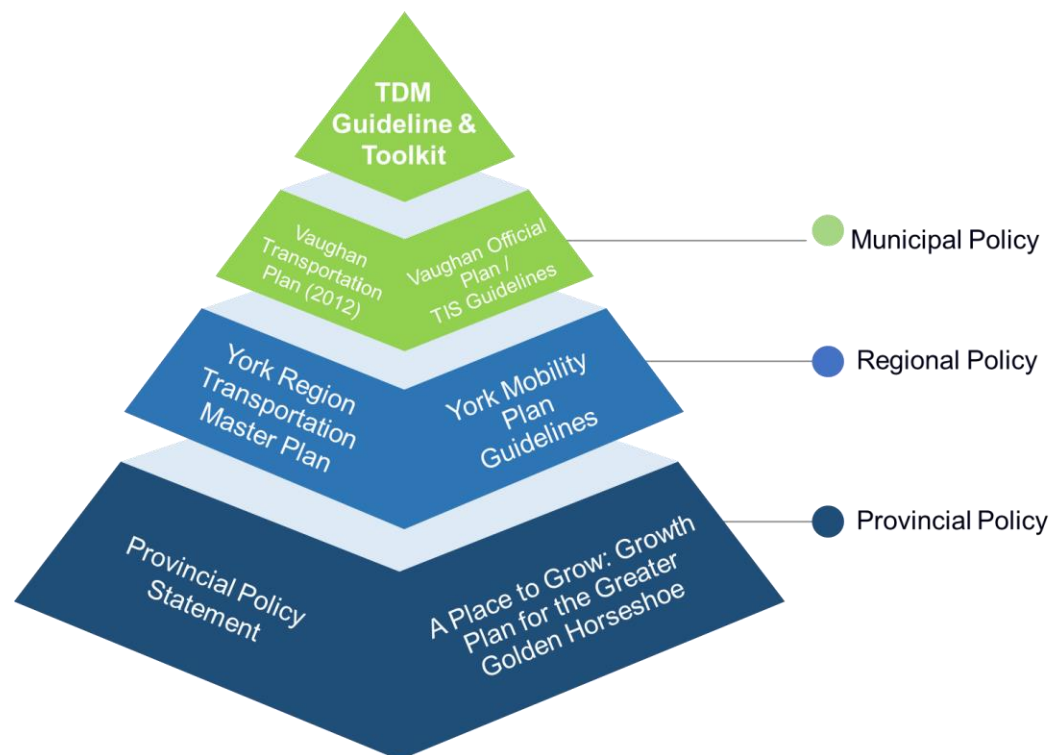 TDM
Guideline &
Toolkit
Vaughan
Transportation
Plan (2012)
Vaughan Official
Plan /
TIS Guidelines
Municipal Policy
York Region
Transportation
Master Plan
York Mobility
Plan
Guidelines
Regional Policy
Provincial Policy
Statement
A Place to Grow: Growth
Plan for the Greater
Golden Horseshoe
Provincial Policy